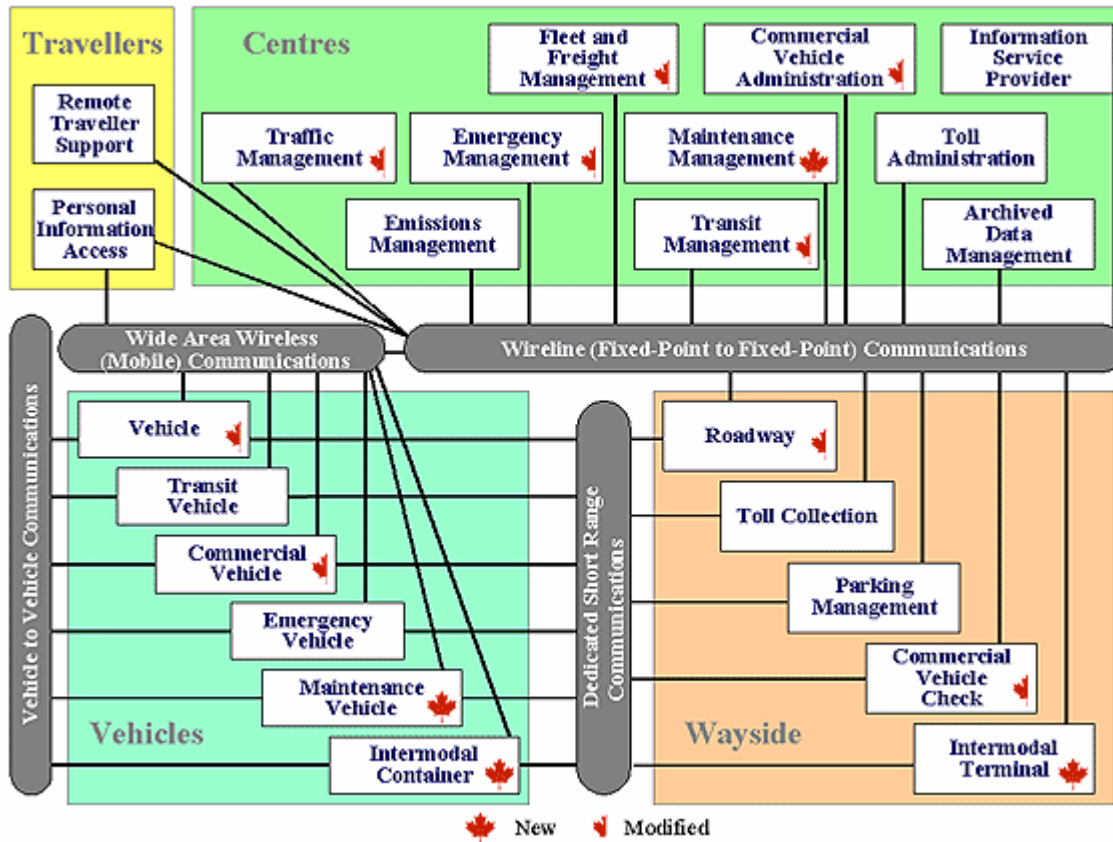 Travellers
Remote
Traveller
Support
Personal
Information
Access
Centres
Fleet and
Freight
Management
Commercial
Vehicle
Administration
Information
Service
Provider
Traffic
Management
Emergency
Management
Maintenance
Management
Toll
Administration
Emissions
Management
Transit
Management
Archived
Data
Management
Wide Area Wireless
(Mobile) Communications
Wireline (Fixed-Point to Fixed-Point) Communications
Vehicle to Vehicle Communications
Vehicle
Transit
Vehicle
Commercial
Vehicle
Emergency
Vehicle
Maintenance
Vehicle
Intermodal
Container
Vehicles
Dedicated Short Range
Communications
Roadway
Toll Collection
Parking
Management
Commercial
Vehicle
Check
Intermodal
Terminal
Wayside
New
Modified